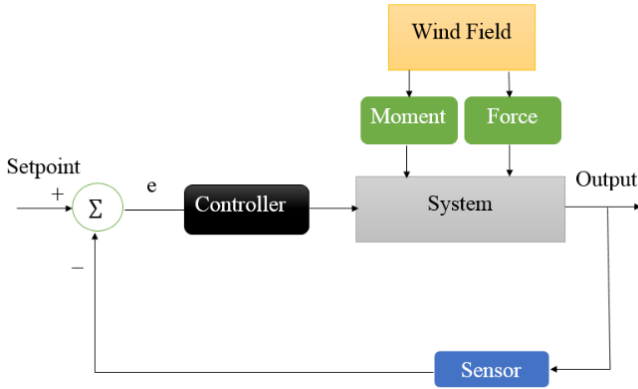 Wind Field
Moment
Force
Setpoint
+
Σ
e
Controller
System
Output
−
Sensor